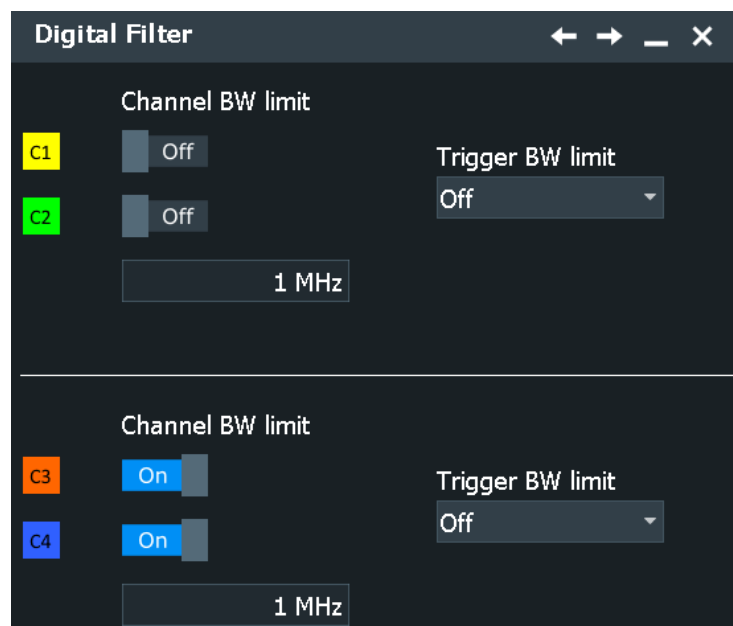 Digital Filter
Channel BW limit
C1 Off
Trigger BW limit
Off
C2 Off
1 MHz
Channel BW limit
C3 On
Trigger BW limit
Off
C4 On
1 MHz